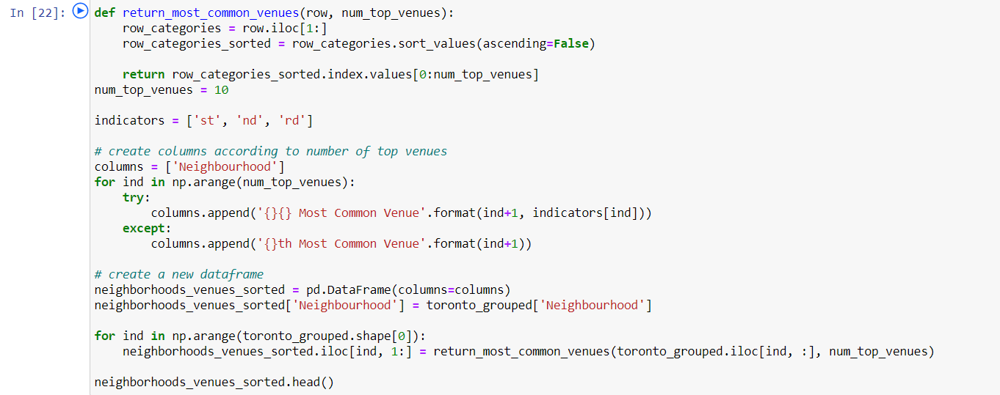 In [22]:
def return_most_common_venues(row, num_top_venues):
    row_categories = row.iloc[1:]
    row_categories_sorted = row_categories.sort_values(ascending=False)

    return row_categories_sorted.index.values[0:num_top_venues]
num_top_venues = 10

indicators = ['st', 'nd', 'rd']

# create columns according to number of top venues
columns = ['Neighbourhood']
for ind in np.arange(num_top_venues):
    try:
        columns.append('{}{} Most Common Venue'.format(ind+1, indicators[ind]))
    except:
        columns.append('{}th Most Common Venue'.format(ind+1))

# create a new dataframe
neighborhoods_venues_sorted = pd.DataFrame(columns=columns)
neighborhoods_venues_sorted['Neighbourhood'] = toronto_grouped['Neighbourhood']

for ind in np.arange(toronto_grouped.shape[0]):
    neighborhoods_venues_sorted.iloc[ind, 1:] = return_most_common_venues(toronto_grouped.iloc[ind, :], num_top_venues)

neighborhoods_venues_sorted.head()